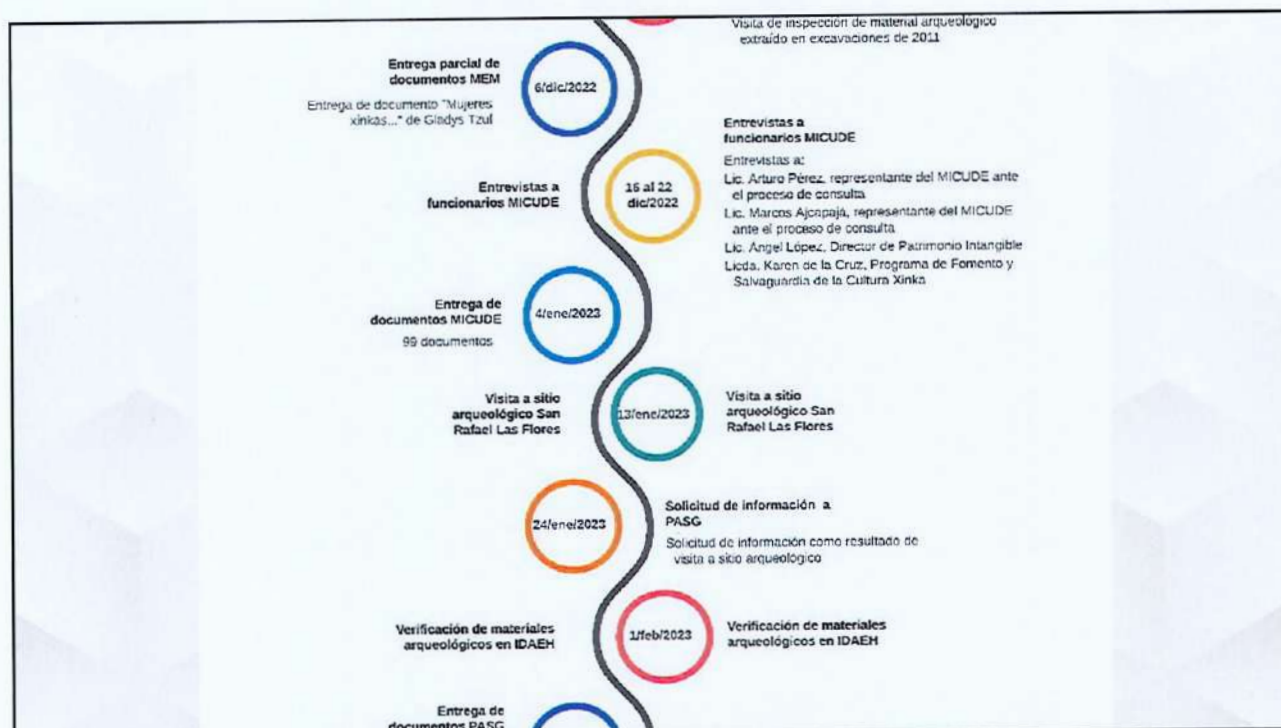 Visita de inspección de material arqueológico
extraído en excavaciones de 2011
Entrega parcial de
documentos MEM
Entrega de documento "Mujeres
xinkas..." de Gladys Tzul
6/dic/2022
Entrevistas a
funcionarios MICUDE
16 al 22
dic/2022
Entrevistas a
funcionarios MICUDE
Entrevistas a:
Lic. Arturo Pérez, representante del MICUDE ante
el proceso de consulta
Lic. Marcos Ajcapajá, representante del MICUDE
ante el proceso de consulta
Lic. Angel López, Director de Patrimonio Intangible
Licda. Karen de la Cruz, Programa de Fomento y
Salvaguardia de la Cultura Xinka
Entrega de
documentos MICUDE
99 documentos
4/ene/2023
Visita a sitio
arqueológico San
Rafael Las Flores
13/ene/2023
Visita a sitio
arqueológico San
Rafael Las Flores
24/ene/2023
Solicitud de información a
PASG
Solicitud de información como resultado de
visita a sitio arqueológico
Verificación de materiales
arqueológicos en IDAEH
1/feb/2023
Verificación de materiales
arqueológicos en IDAEH
Entrega de
documentos PASG